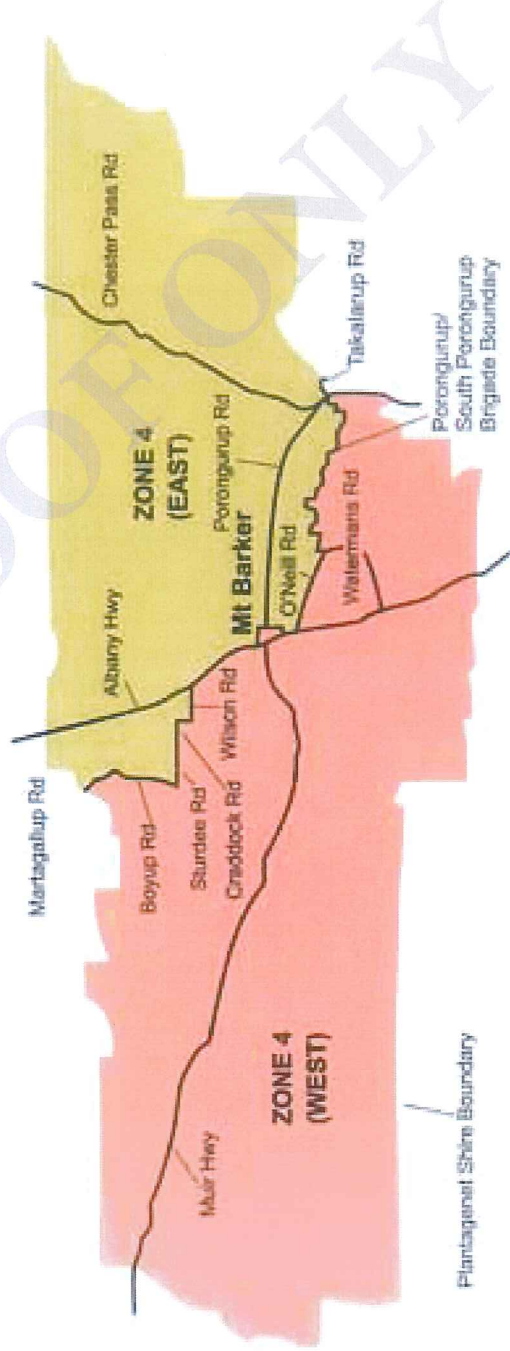 Martagallup Rd
Albany Hwy
Chester Pass Rd
ZONE 4
(EAST)
Boyup Rd
Sturdee Rd
Craddock Rd
Wilson Rd
Mt Barker
Porongurup Rd
O'Neill Rd
Takalarup Rd
Muir Hwy
ZONE 4
(WEST)
Watermans Rd
Porongurup/
South Porongurup
Brigade Boundary
Plantagenet Shire Boundary
OOF ONLY